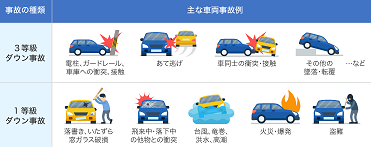 事故の種類
主な車両事故例
3等級
ダウン事故
電柱、ガードレール、
車庫への衝突、接触
あて逃げ
車同士の衝突・接触
その他の
墜落・転覆
…など
1等級
ダウン事故
落書き、いたずら
窓ガラス破損
飛来中・落下中
の他物との衝突
台風、竜巻、
洪水、高潮
火災・爆発
盗難